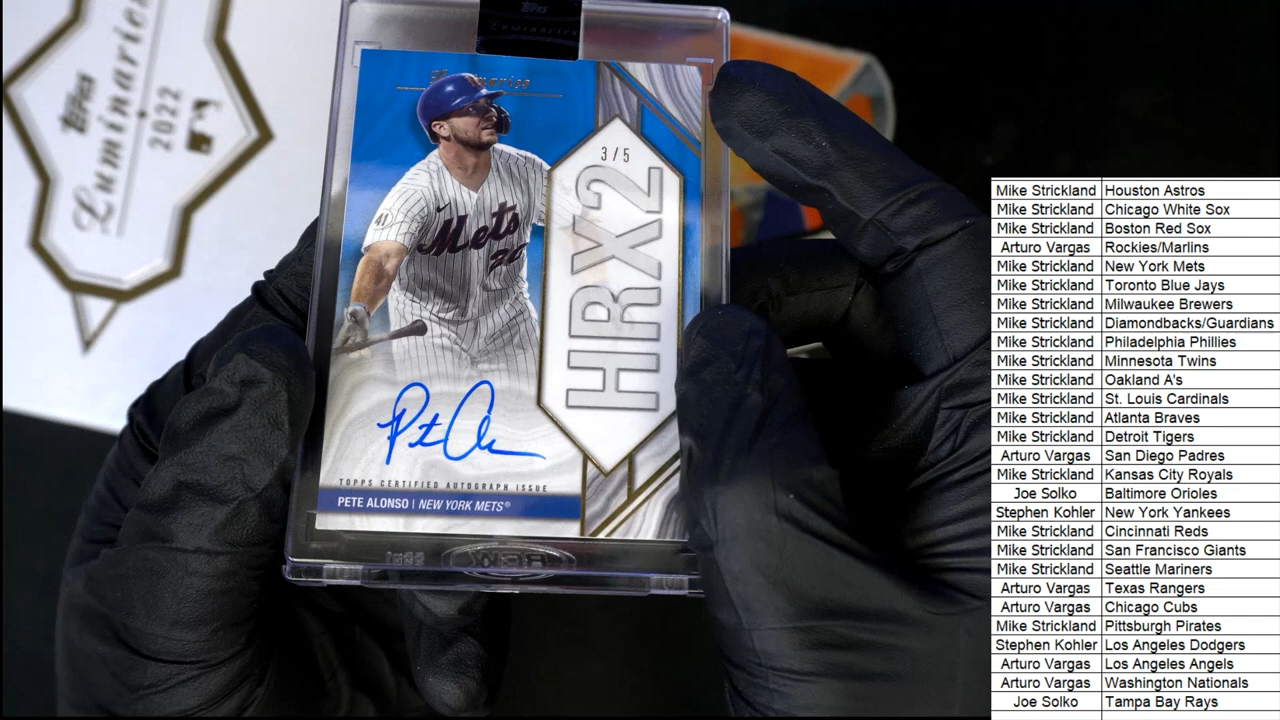 Topps
Luminaries
2022
Topps
Luminaries
Luminaries
41
Mets
20
3/5
HRX2
TOPPS CERTIFIED AUTOGRAPH ISSUE
PETE ALONSO | NEW YORK METS®
Mike Strickland Houston Astros
Mike Strickland Chicago White Sox
Mike Strickland Boston Red Sox
Arturo Vargas Rockies/Marlins
Mike Strickland New York Mets
Mike Strickland Toronto Blue Jays
Mike Strickland Milwaukee Brewers
Mike Strickland Diamondbacks/Guardians
Mike Strickland Philadelphia Phillies
Mike Strickland Minnesota Twins
Mike Strickland Oakland A's
Mike Strickland St. Louis Cardinals
Mike Strickland Atlanta Braves
Mike Strickland Detroit Tigers
Arturo Vargas San Diego Padres
Mike Strickland Kansas City Royals
Joe Solko Baltimore Orioles
Stephen Kohler New York Yankees
Mike Strickland Cincinnati Reds
Mike Strickland San Francisco Giants
Mike Strickland Seattle Mariners
Arturo Vargas Texas Rangers
Arturo Vargas Chicago Cubs
Mike Strickland Pittsburgh Pirates
Stephen Kohler Los Angeles Dodgers
Arturo Vargas Los Angeles Angels
Arturo Vargas Washington Nationals
Joe Solko Tampa Bay Rays